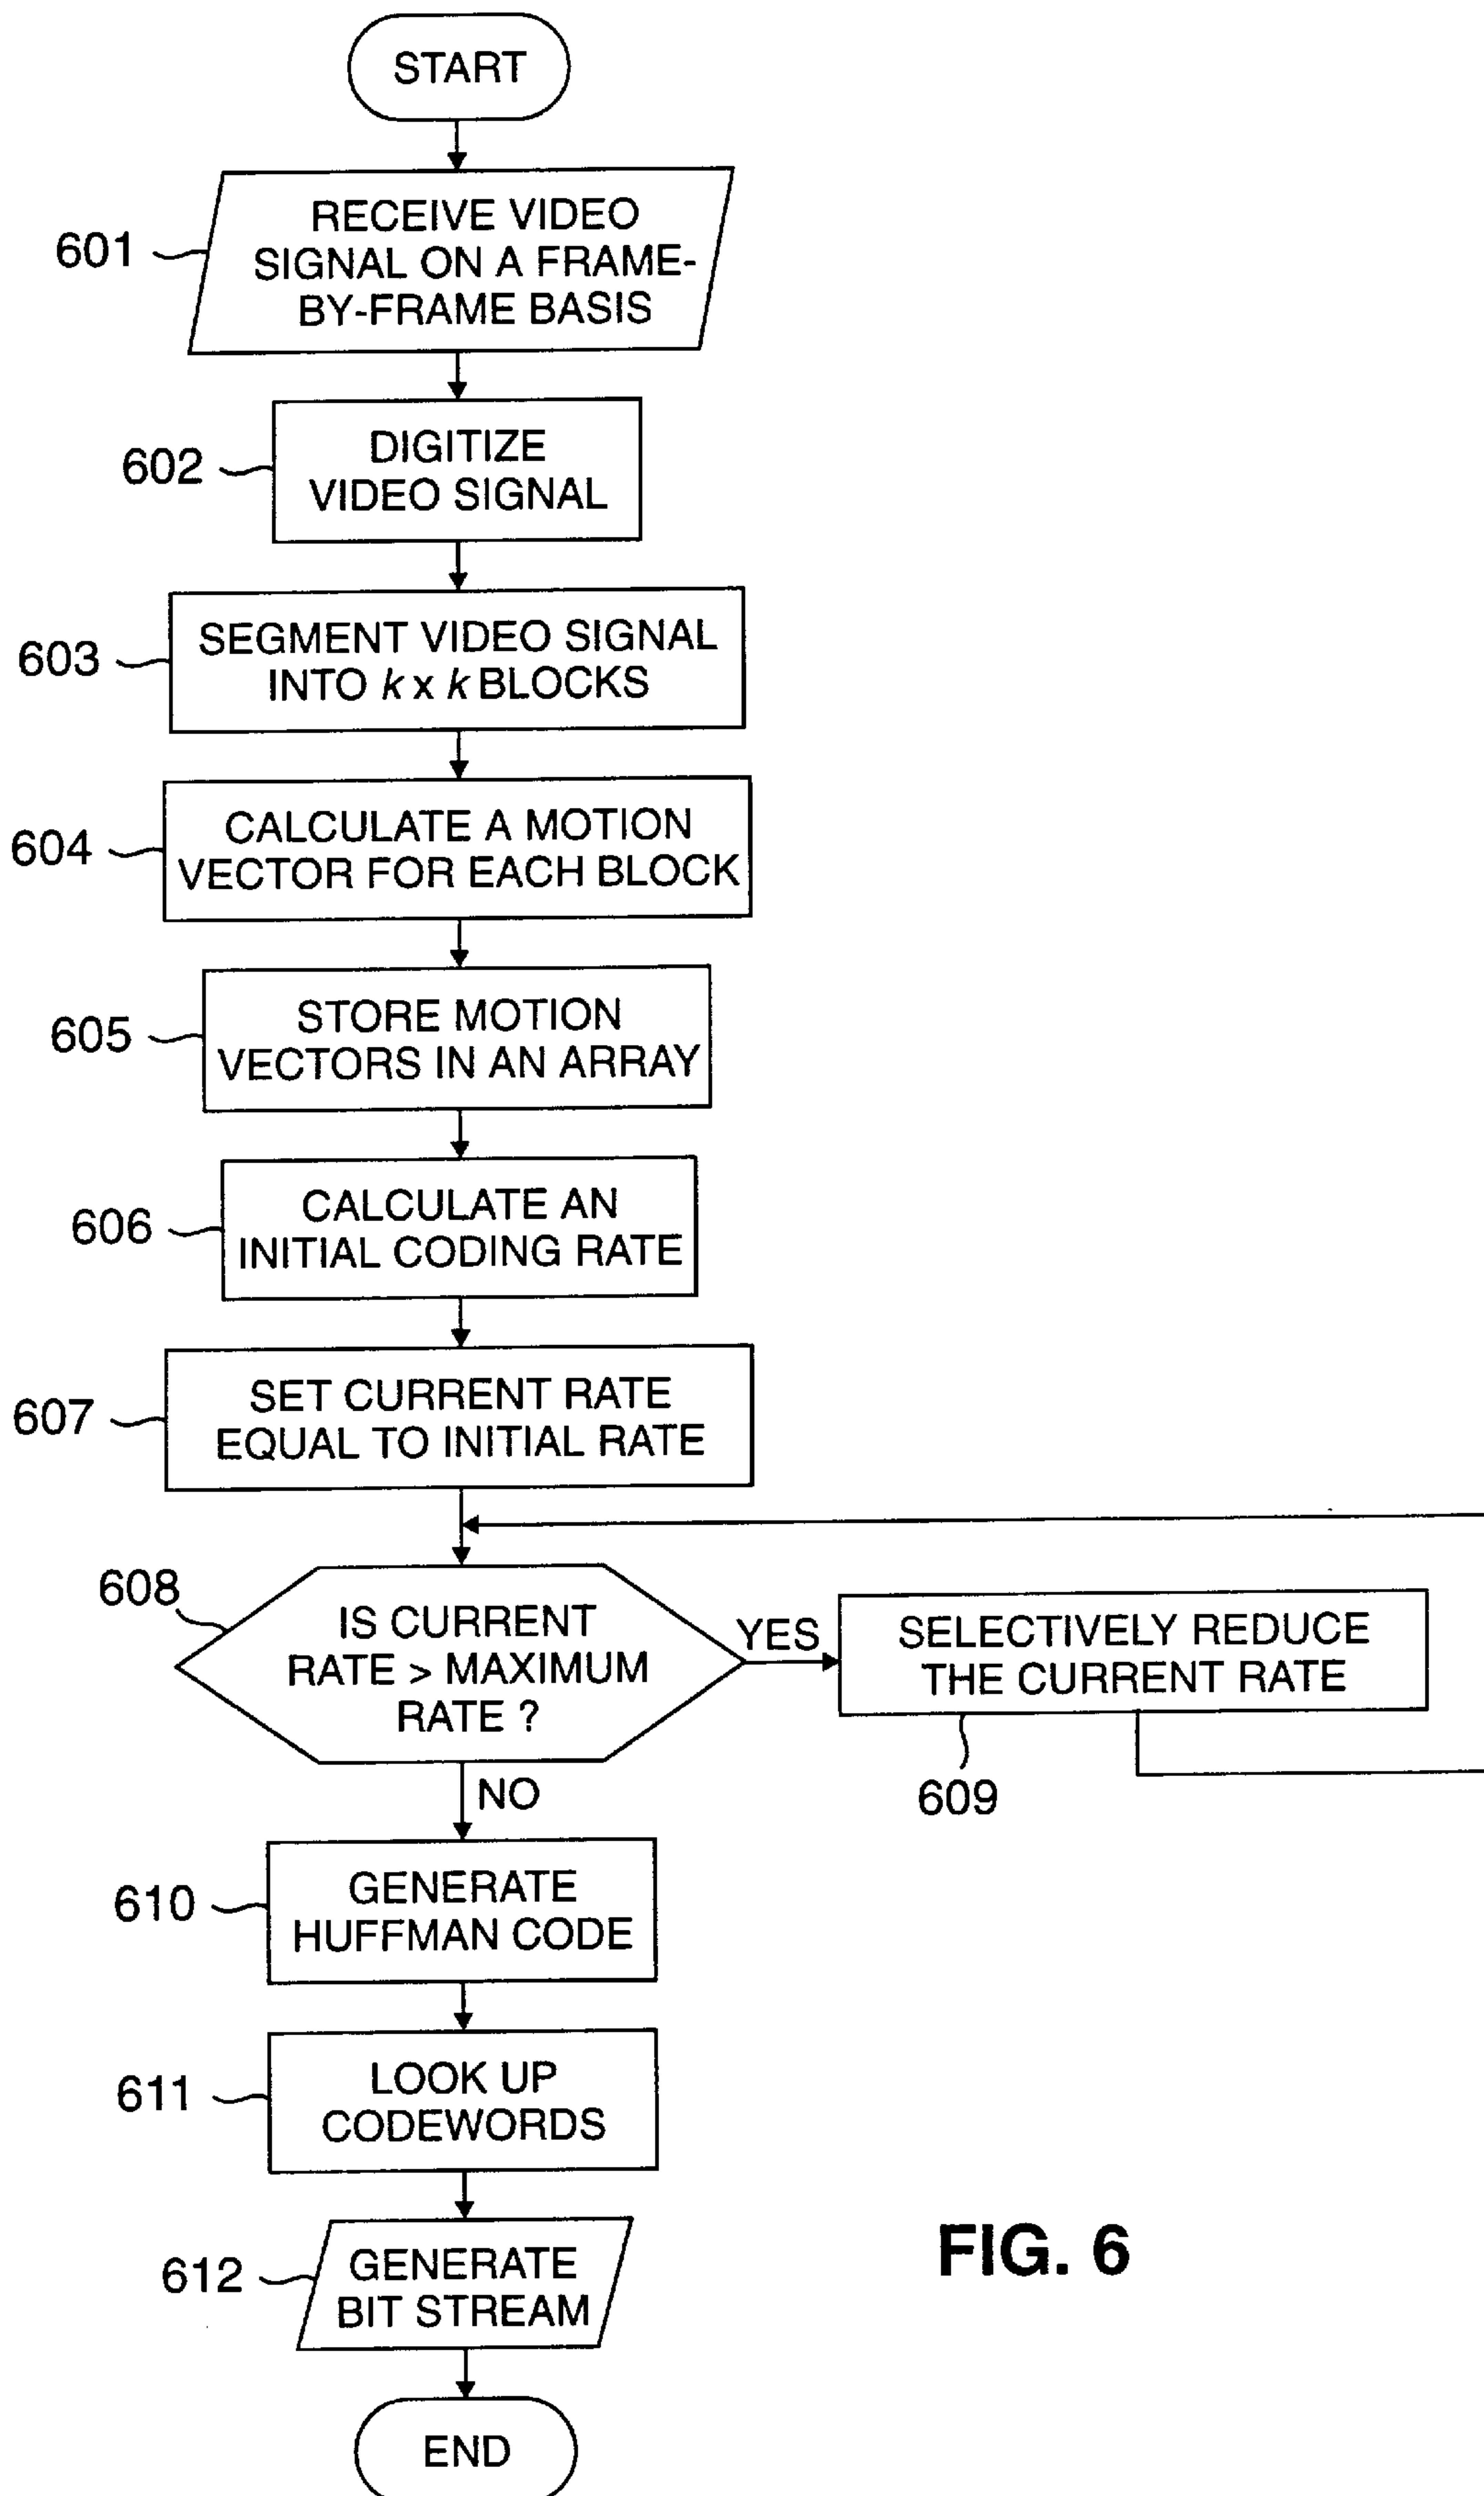 START
601
RECEIVE VIDEO
SIGNAL ON A FRAME-
BY-FRAME BASIS
602
DIGITIZE
VIDEO SIGNAL
603
SEGMENT VIDEO SIGNAL
INTO k x k BLOCKS
604
CALCULATE A MOTION
VECTOR FOR EACH BLOCK
605
STORE MOTION
VECTORS IN AN ARRAY
606
CALCULATE AN
INITIAL CODING RATE
607
SET CURRENT RATE
EQUAL TO INITIAL RATE
608
IS CURRENT
RATE > MAXIMUM
RATE ?
YES
SELECTIVELY REDUCE
THE CURRENT RATE
609
NO
610
GENERATE
HUFFMAN CODE
611
LOOK UP
CODEWORDS
612
GENERATE
BIT STREAM
FIG. 6
END